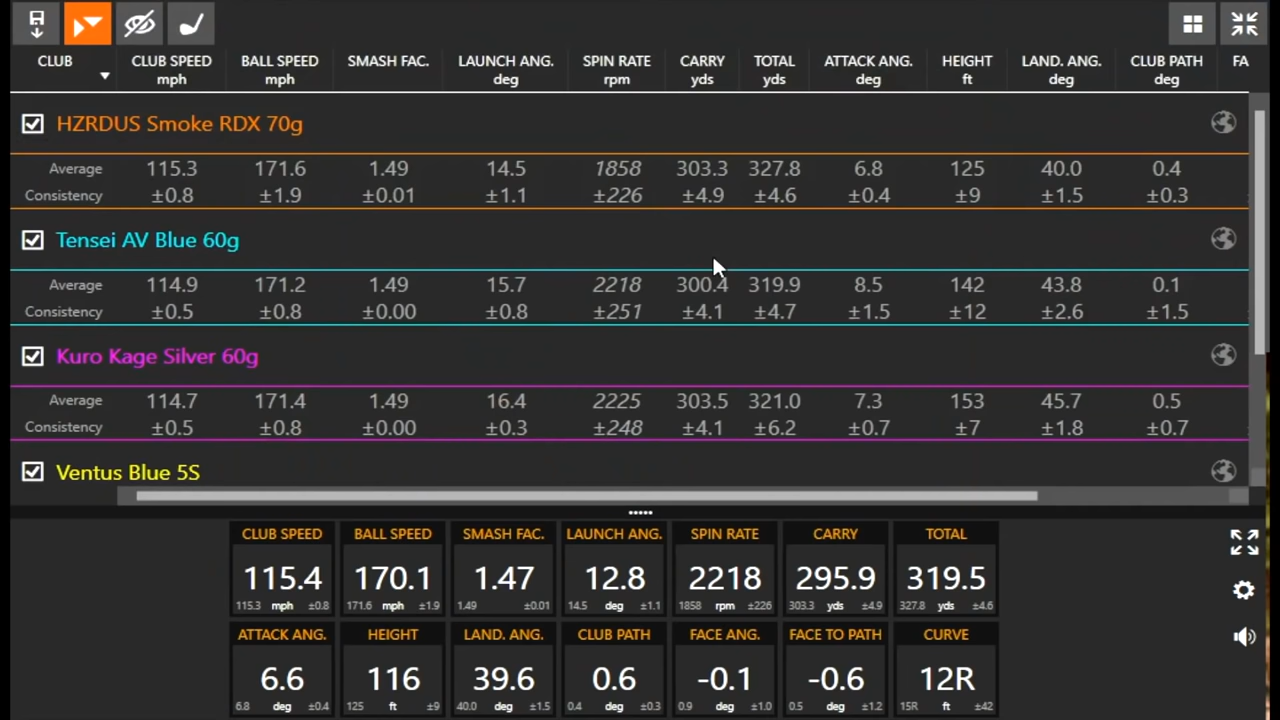 CLUB CLUB SPEED BALL SPEED SMASH FAC. LAUNCH ANG. SPIN RATE CARRY TOTAL ATTACK ANG. HEIGHT LAND. ANG. CLUB PATH FA
mph mph deg rpm yds yds deg ft deg deg
HZRDUS Smoke RDX 70g
Average 115.3 171.6 1.49 14.5 1858 303.3 327.8 6.8 125 40.0 0.4
Consistency ±0.8 ±1.9 ±0.01 ±1.1 ±226 ±4.9 ±4.6 ±0.4 ±9 ±1.5 ±0.3
Tensei AV Blue 60g
Average 114.9 171.2 1.49 15.7 2218 300.4 319.9 8.5 142 43.8 0.1
Consistency ±0.5 ±0.8 ±0.00 ±0.8 ±251 ±4.1 ±4.7 ±1.5 ±12 ±2.6 ±1.5
Kuro Kage Silver 60g
Average 114.7 171.4 1.49 16.4 2225 303.5 321.0 7.3 153 45.7 0.5
Consistency ±0.5 ±0.8 ±0.00 ±0.3 ±248 ±4.1 ±6.2 ±0.7 ±7 ±1.8 ±0.7
Ventus Blue 5S
CLUB SPEED BALL SPEED SMASH FAC. LAUNCH ANG. SPIN RATE CARRY TOTAL
115.4 170.1 1.47 12.8 2218 295.9 319.5
115.3 mph ±0.8 171.6 mph ±1.9 1.49 ±0.01 14.5 deg ±1.1 1858 rpm ±226 303.3 yds ±4.9 327.8 yds ±4.6
ATTACK ANG. HEIGHT LAND. ANG. CLUB PATH FACE ANG. FACE TO PATH CURVE
6.6 116 39.6 0.6 -0.1 -0.6 12R
6.8 deg ±0.4 125 ft ±9 40.0 deg ±1.5 0.4 deg ±0.3 0.9 deg ±1.0 0.5 deg ±1.2 15R ft ±42